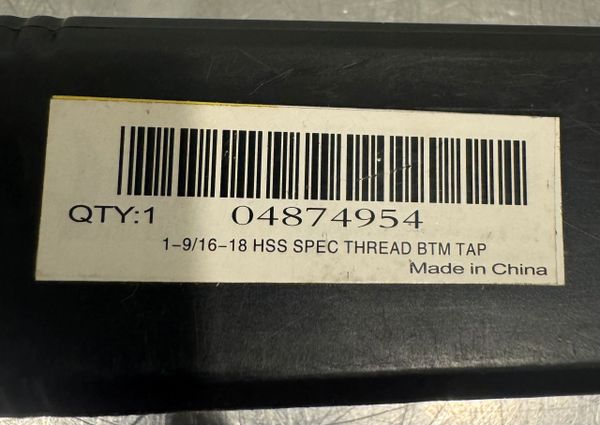 QTY:1 04874954
1-9/16-18 HSS SPEC THREAD BTM TAP
Made in China